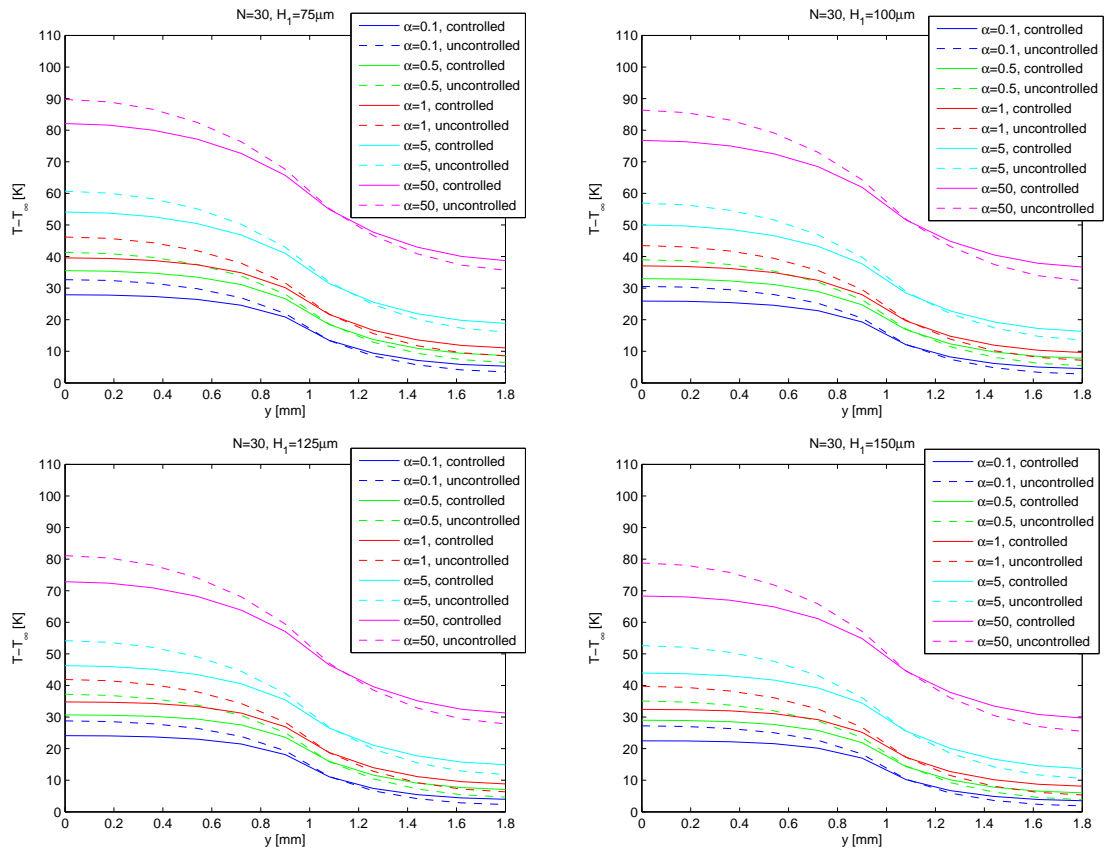 N=30, H₁=75μm
T−T∞ [K]
110
100
90
80
70
60
50
40
30
20
10
0
0 0.2 0.4 0.6 0.8 1 1.2 1.4 1.6 1.8
y [mm]
α=0.1, controlled
α=0.1, uncontrolled
α=0.5, controlled
α=0.5, uncontrolled
α=1, controlled
α=1, uncontrolled
α=5, controlled
α=5, uncontrolled
α=50, controlled
α=50, uncontrolled
N=30, H₁=100μm
T−T∞ [K]
110
100
90
80
70
60
50
40
30
20
10
0
0 0.2 0.4 0.6 0.8 1 1.2 1.4 1.6 1.8
y [mm]
α=0.1, controlled
α=0.1, uncontrolled
α=0.5, controlled
α=0.5, uncontrolled
α=1, controlled
α=1, uncontrolled
α=5, controlled
α=5, uncontrolled
α=50, controlled
α=50, uncontrolled
N=30, H₁=125μm
T−T∞ [K]
110
100
90
80
70
60
50
40
30
20
10
0
0 0.2 0.4 0.6 0.8 1 1.2 1.4 1.6 1.8
y [mm]
α=0.1, controlled
α=0.1, uncontrolled
α=0.5, controlled
α=0.5, uncontrolled
α=1, controlled
α=1, uncontrolled
α=5, controlled
α=5, uncontrolled
α=50, controlled
α=50, uncontrolled
N=30, H₁=150μm
T−T∞ [K]
110
100
90
80
70
60
50
40
30
20
10
0
0 0.2 0.4 0.6 0.8 1 1.2 1.4 1.6 1.8
y [mm]
α=0.1, controlled
α=0.1, uncontrolled
α=0.5, controlled
α=0.5, uncontrolled
α=1, controlled
α=1, uncontrolled
α=5, controlled
α=5, uncontrolled
α=50, controlled
α=50, uncontrolled